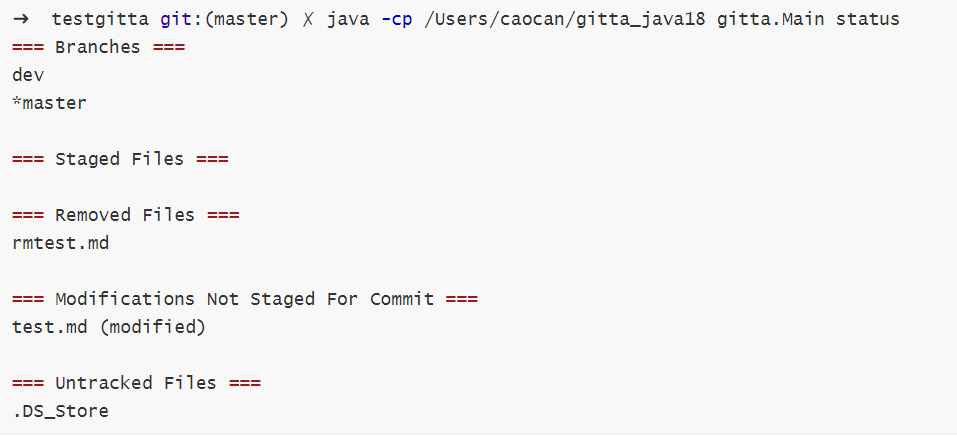 ➜  testgitta git:(master) ✗ java -cp /Users/caocan/gitta_java18 gitta.Main status
=== Branches ===
dev
*master
=== Staged Files ===
=== Removed Files ===
rmtest.md
=== Modifications Not Staged For Commit ===
test.md (modified)
=== Untracked Files ===
.DS_Store